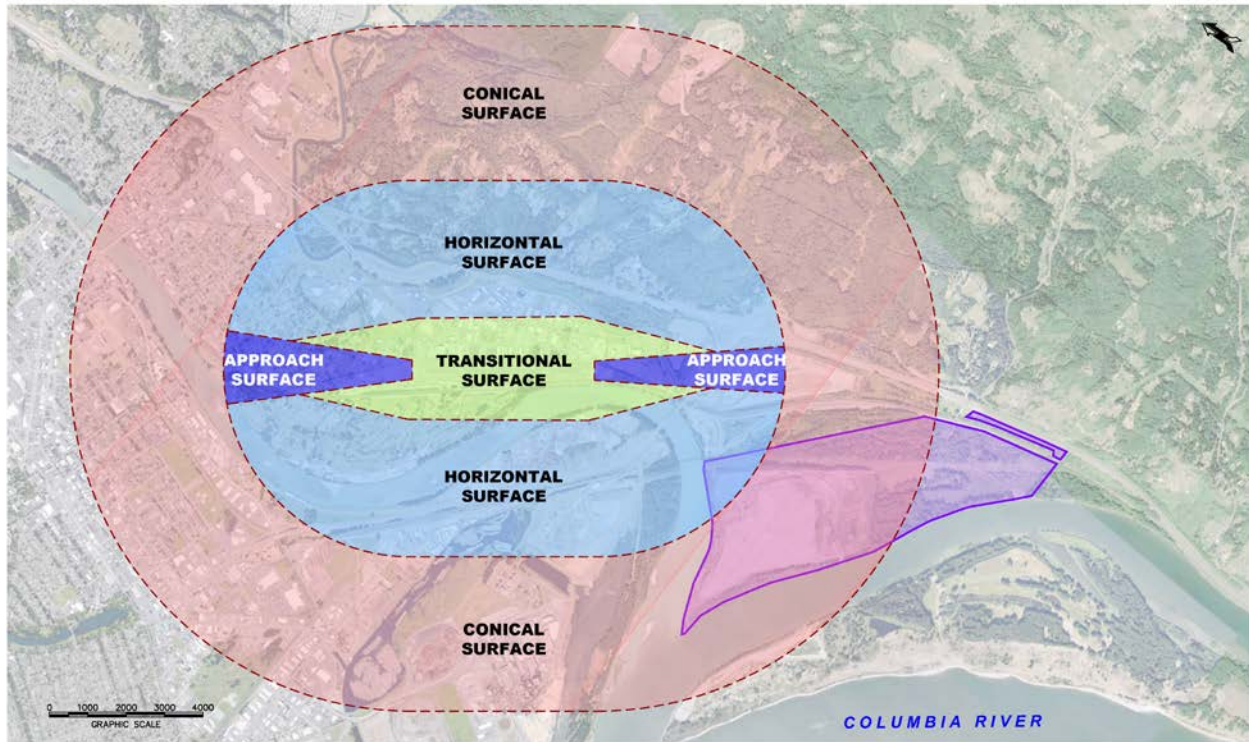 CONICAL
SURFACE
HORIZONTAL
SURFACE
APPROACH
SURFACE
TRANSITIONAL
SURFACE
APPROACH
SURFACE
HORIZONTAL
SURFACE
CONICAL
SURFACE
0 1000 2000 3000 4000
GRAPHIC SCALE
COLUMBIA RIVER